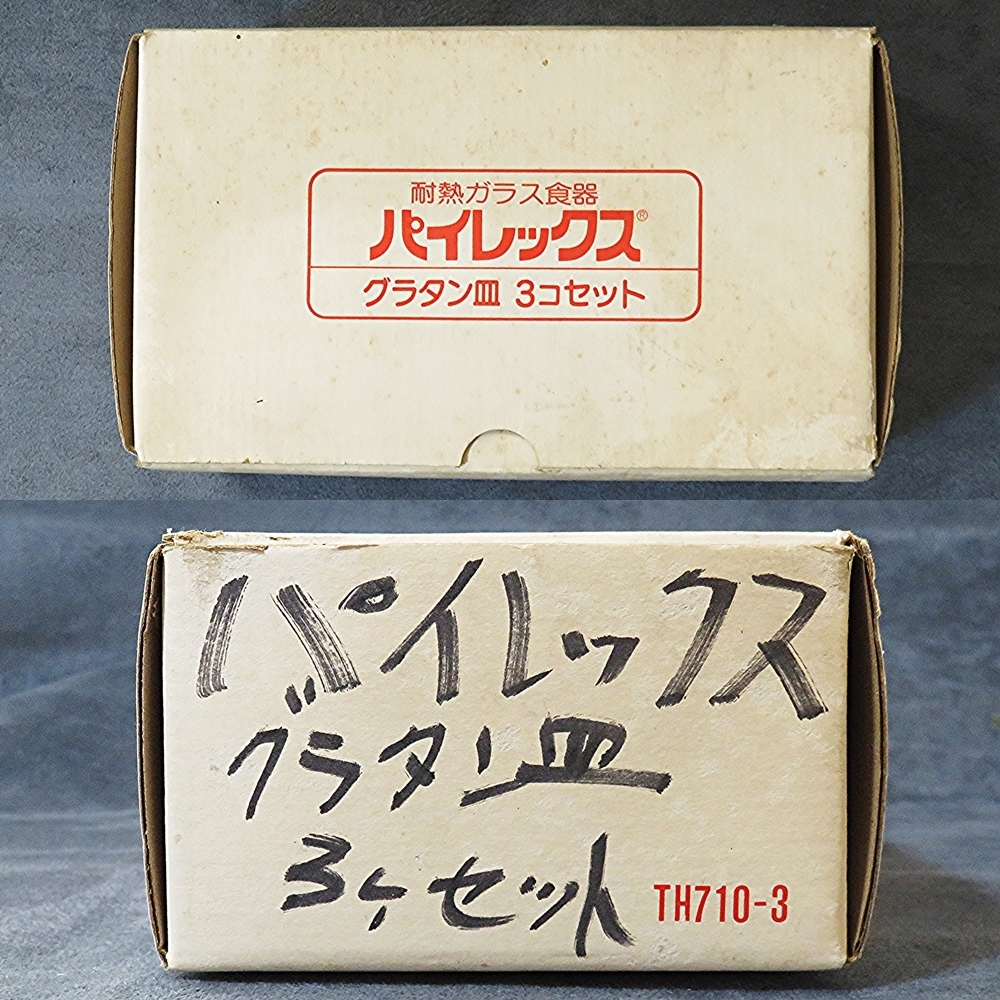 耐熱ガラス食器
パイレックス®
グラタン皿 3コセット
パイレックス
グラタン皿
3ケセット
TH710-3